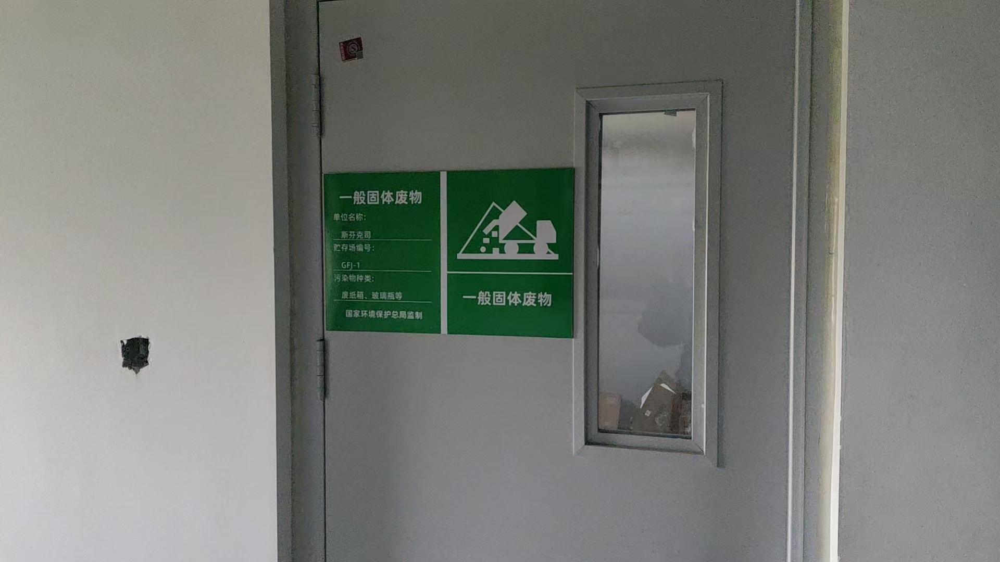 一般固体废物
单位名称：
斯芬克司
贮存场编号：
GFJ-1
污染物种类：
废纸箱、玻璃瓶等
国家环境保护总局监制
一般固体废物